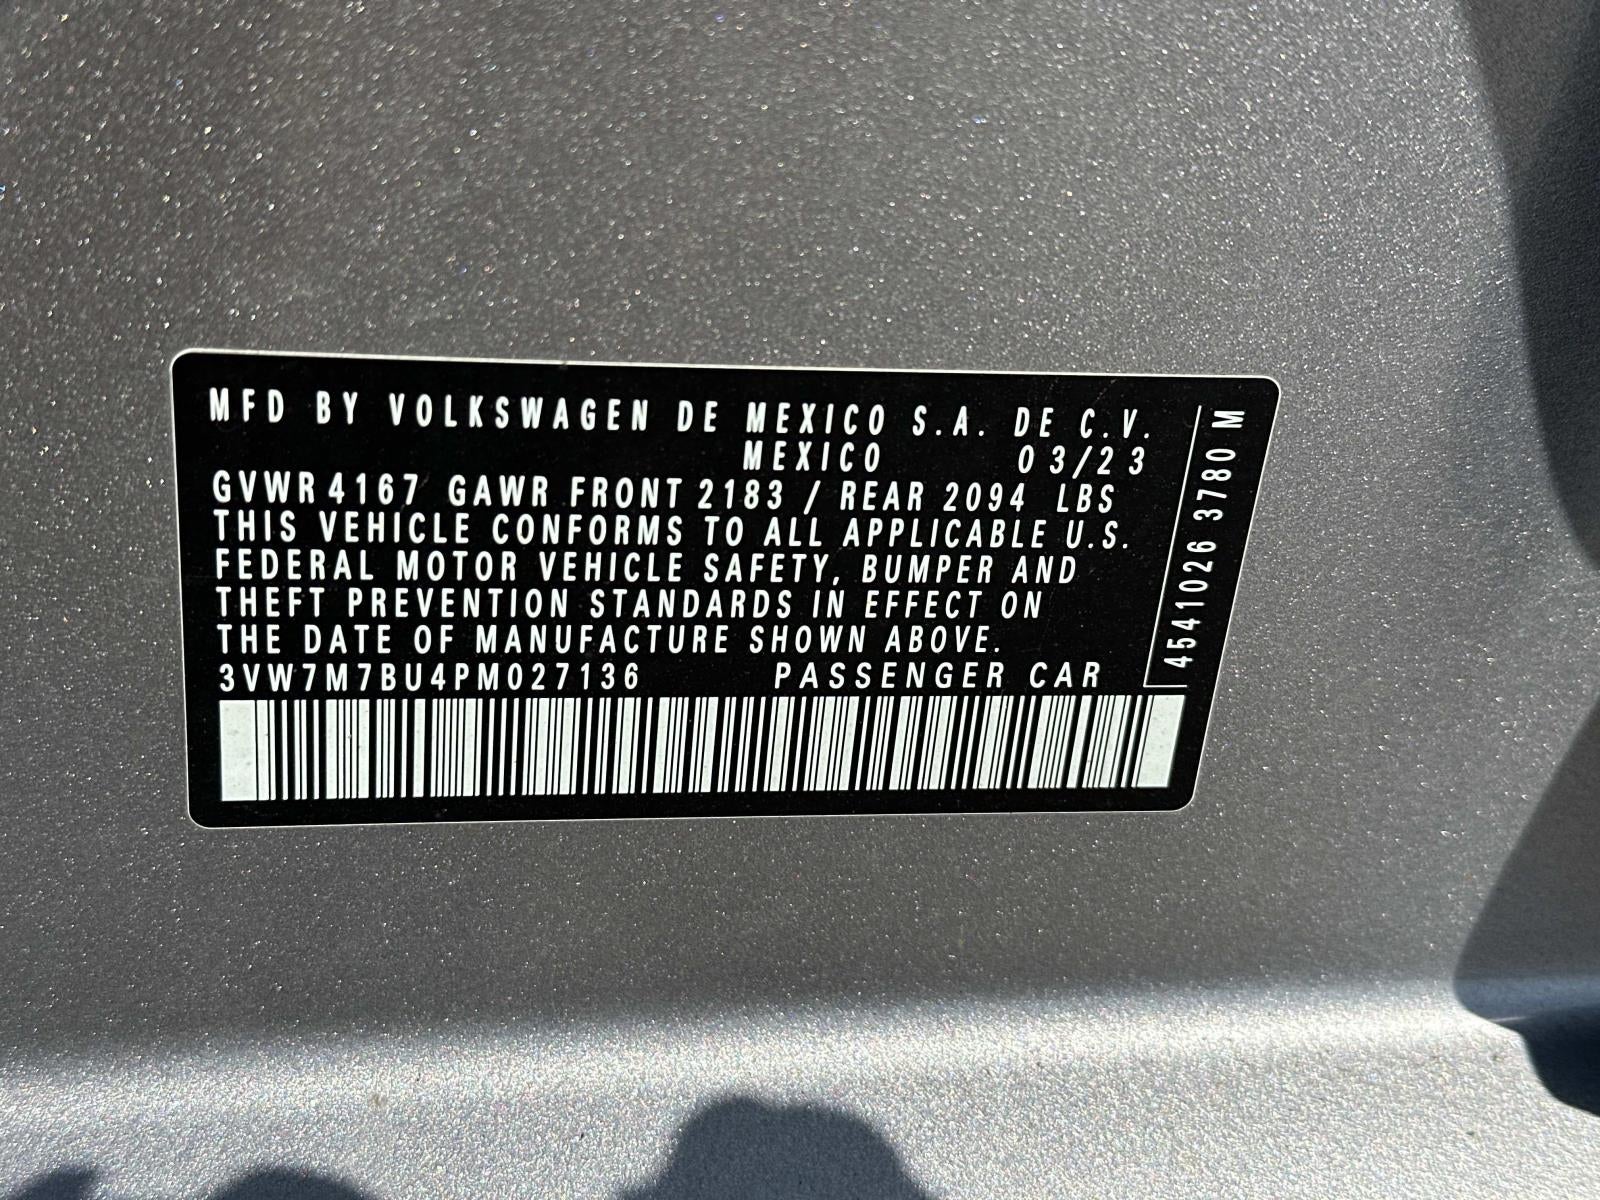 MFD BY VOLKSWAGEN DE MEXICO S.A. DE C.V.
MEXICO 03/23
GVWR 4167 GAWR FRONT 2183 / REAR 2094 LBS
THIS VEHICLE CONFORMS TO ALL APPLICABLE U.S.
FEDERAL MOTOR VEHICLE SAFETY, BUMPER AND
THEFT PREVENTION STANDARDS IN EFFECT ON
THE DATE OF MANUFACTURE SHOWN ABOVE.
3VW7M7BU4PM027136 PASSENGER CAR
4541026 3780 M